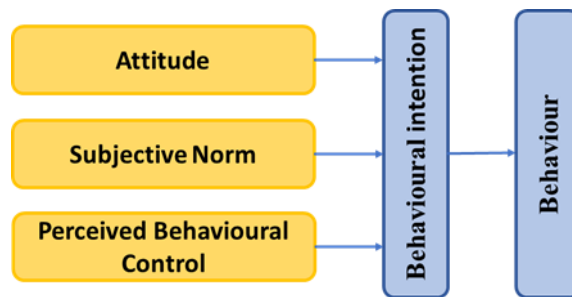 Attitude
Subjective Norm
Perceived Behavioural
Control
Behavioural intention
Behaviour